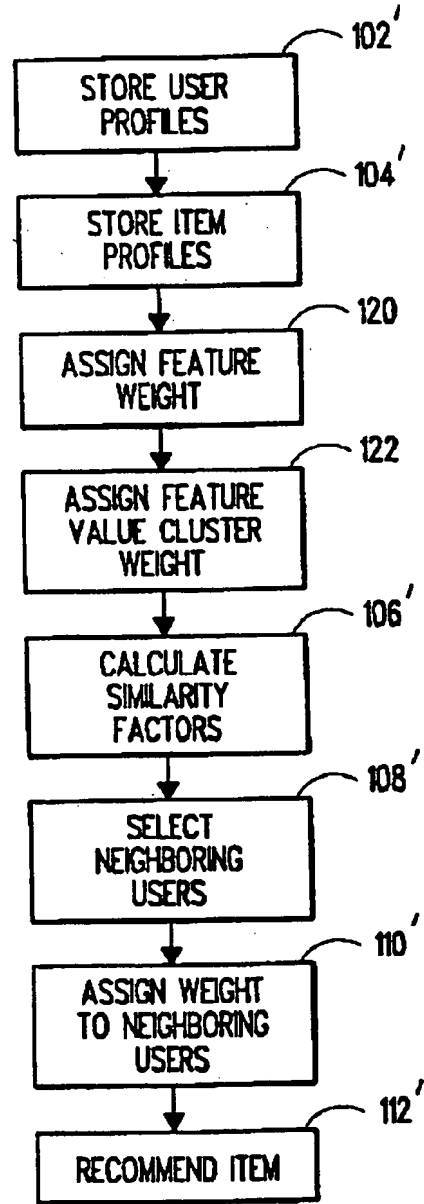 102'
STORE USER
PROFILES
104'
STORE ITEM
PROFILES
120
ASSIGN FEATURE
WEIGHT
122
ASSIGN FEATURE
VALUE CLUSTER
WEIGHT
106'
CALCULATE
SIMILARITY
FACTORS
108'
SELECT
NEIGHBORING
USERS
110'
ASSIGN WEIGHT
TO NEIGHBORING
USERS
112'
RECOMMEND ITEM